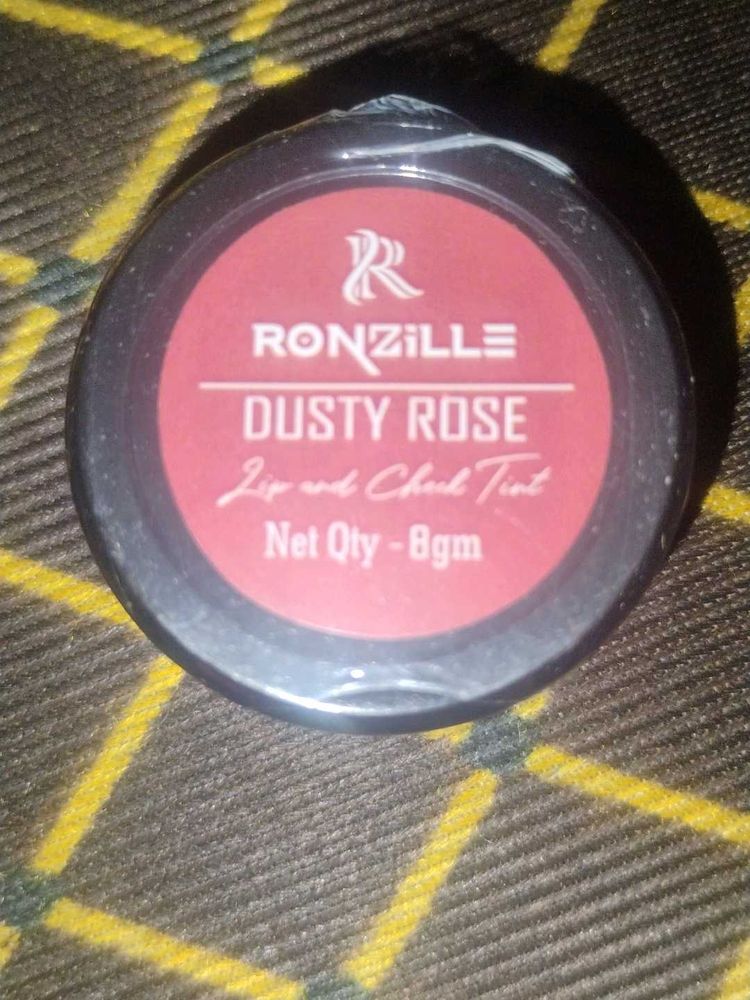 R
RONZiLLE
DUSTY ROSE
Lip and Cheek Tint
Net Qty - 8gm